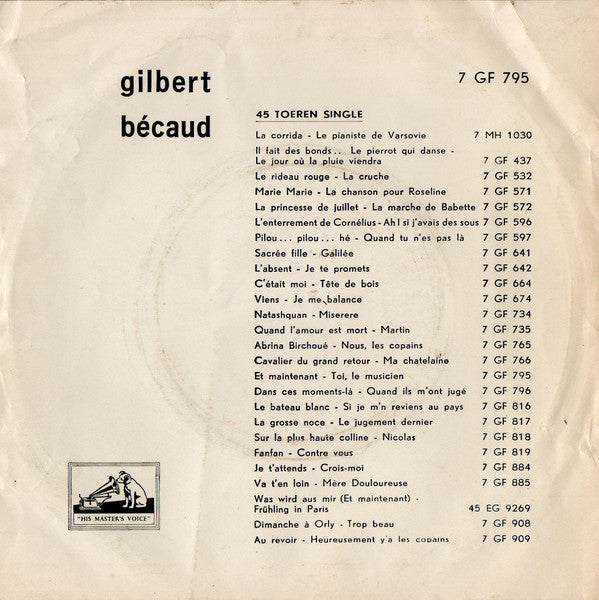 gilbert
bécaud
7 GF 795
45 TOEREN SINGLE
La corrida - Le pianiste de Varsovie 7 MH 1030
Il fait des bonds... Le pierrot qui danse -
Le jour où la pluie viendra 7 GF 437
Le rideau rouge - La cruche 7 GF 532
Marie Marie - La chanson pour Roseline 7 GF 571
La princesse de juillet - La marche de Babette 7 GF 572
L'enterrement de Cornélius - Ah! si j'avais des sous 7 GF 596
Pilou... pilou... hé - Quand tu n'es pas là 7 GF 597
Sacrée fille - Galilée 7 GF 641
L'absent - Je te promets 7 GF 642
C'était moi - Tête de bois 7 GF 664
Viens - Je me balance 7 GF 674
Natashquan - Miserere 7 GF 734
Quand l'amour est mort - Martin 7 GF 735
Abrina Birchoué - Nous, les copains 7 GF 765
Cavalier du grand retour - Ma chatelaîne 7 GF 766
Et maintenant - Toi, le musicien 7 GF 795
Dans ces moments-là - Quand ils m'ont jugé 7 GF 796
Le bateau blanc - Si je m'n reviens au pays 7 GF 816
La grosse noce - Le jugement dernier 7 GF 817
Sur la plus haute colline - Nicolas 7 GF 818
Fanfan - Contre vous 7 GF 819
Je t'attends - Crois-moi 7 GF 884
Va t'en loin - Mère Douloureuse 7 GF 885
Was wird aus mir (Et maintenant) -
Frühling in Paris 45 EG 9269
Dimanche à Orly - Trop beau 7 GF 908
Au revoir - Heureusement y'a les copains 7 GF 909
"HIS MASTER'S VOICE"